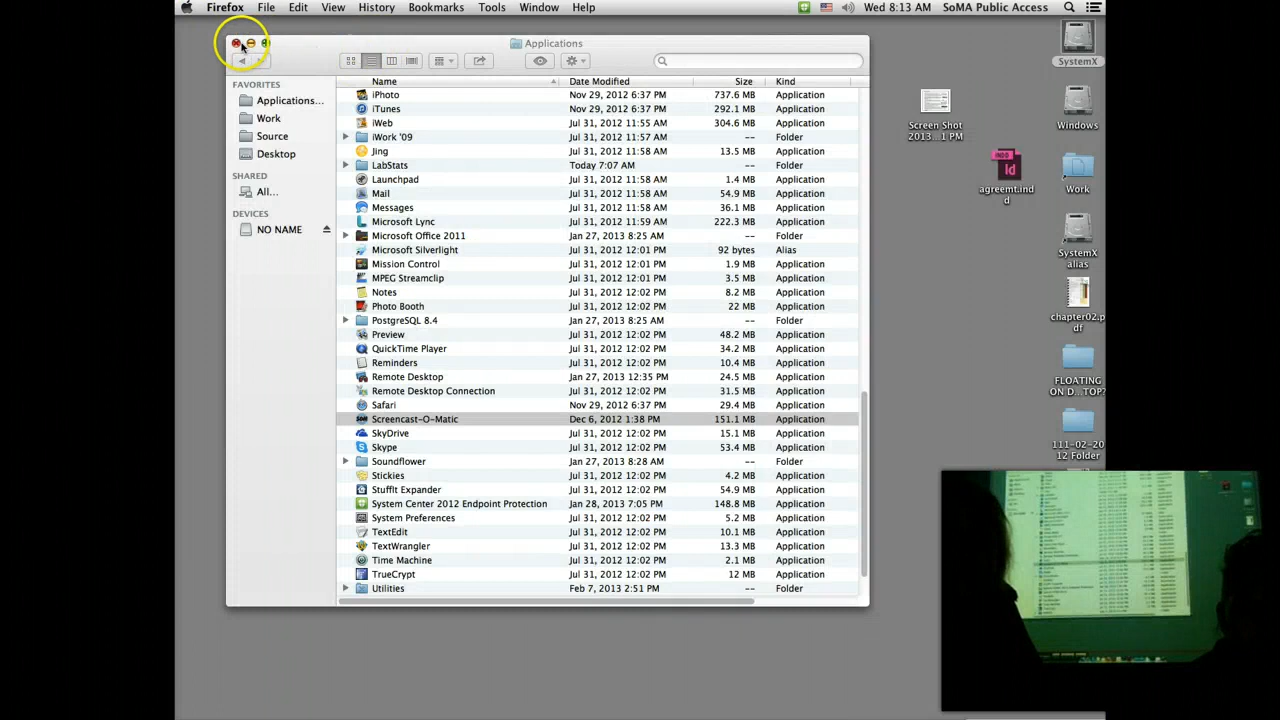 Firefox File Edit View History Bookmarks Tools Window Help Wed 8:13 AM SoMA Public Access
Applications
FAVORITES
Applications...
Work
Source
Desktop
SHARED
All...
DEVICES
NO NAME
Name Date Modified Size Kind
iPhoto Nov 29, 2012 6:37 PM 737.6 MB Application
iTunes Nov 29, 2012 6:37 PM 292.1 MB Application
iWeb Jul 31, 2012 11:55 AM 304.6 MB Application
iWork '09 Jul 31, 2012 11:57 AM -- Folder
Jing Jul 31, 2012 11:58 AM 13.5 MB Application
LabStats Today 7:07 AM -- Folder
Launchpad Jul 31, 2012 11:58 AM 1.4 MB Application
Mail Jul 31, 2012 11:58 AM 54.9 MB Application
Messages Jul 31, 2012 11:58 AM 36.1 MB Application
Microsoft Lync Jul 31, 2012 11:59 AM 222.3 MB Application
Microsoft Office 2011 Jan 27, 2013 8:25 AM -- Folder
Microsoft Silverlight Jul 31, 2012 12:01 PM 92 bytes Alias
Mission Control Jul 31, 2012 12:01 PM 1.9 MB Application
MPEG Streamclip Jul 31, 2012 12:01 PM 3.5 MB Application
Notes Jul 31, 2012 12:02 PM 8.2 MB Application
Photo Booth Jul 31, 2012 12:02 PM 22 MB Application
PostgreSQL 8.4 Jan 27, 2013 8:25 AM -- Folder
Preview Jul 31, 2012 12:02 PM 48.2 MB Application
QuickTime Player Jul 31, 2012 12:02 PM 34.2 MB Application
Reminders Jul 31, 2012 12:02 PM 10.4 MB Application
Remote Desktop Jan 27, 2013 12:35 PM 24.5 MB Application
Remote Desktop Connection Jul 31, 2012 12:02 PM 31.5 MB Application
Safari Nov 29, 2012 6:37 PM 29.4 MB Application
Screencast-O-Matic Dec 6, 2012 1:38 PM 151.1 MB Application
SkyDrive Jul 31, 2012 12:02 PM 15.1 MB Application
Skype Jul 31, 2012 12:02 PM 53.4 MB Application
Soundflower Jan 27, 2013 8:28 AM -- Folder
Stickies Jul 31, 2012 12:02 PM 4.2 MB Application
StuffIt Expander Jul 31, 2012 12:02 PM 54.9 MB Application
System Center 2012 Endpoint Protection Jan 28, 2013 7:05 PM 148.8 MB Application
System Preferences Jul 31, 2012 12:02 PM 5.2 MB Application
TextEdit Jul 31, 2012 12:02 PM 5.1 MB Application
TextWrangler Jul 31, 2012 12:02 PM 13.3 MB Application
Time Machine Jul 31, 2012 12:02 PM 2.1 MB Application
TrueCrypt Jul 31, 2012 12:02 PM 12 MB Application
Utilities Feb 7, 2013 2:51 PM -- Folder
SystemX
Screen Shot
2013...1 PM
Windows
INDD
Id
agreemt.ind
d
Work
SystemX
alias
chapter02.p
df
FLOATING
ON D...TOP?
111-02-20
12 Folder